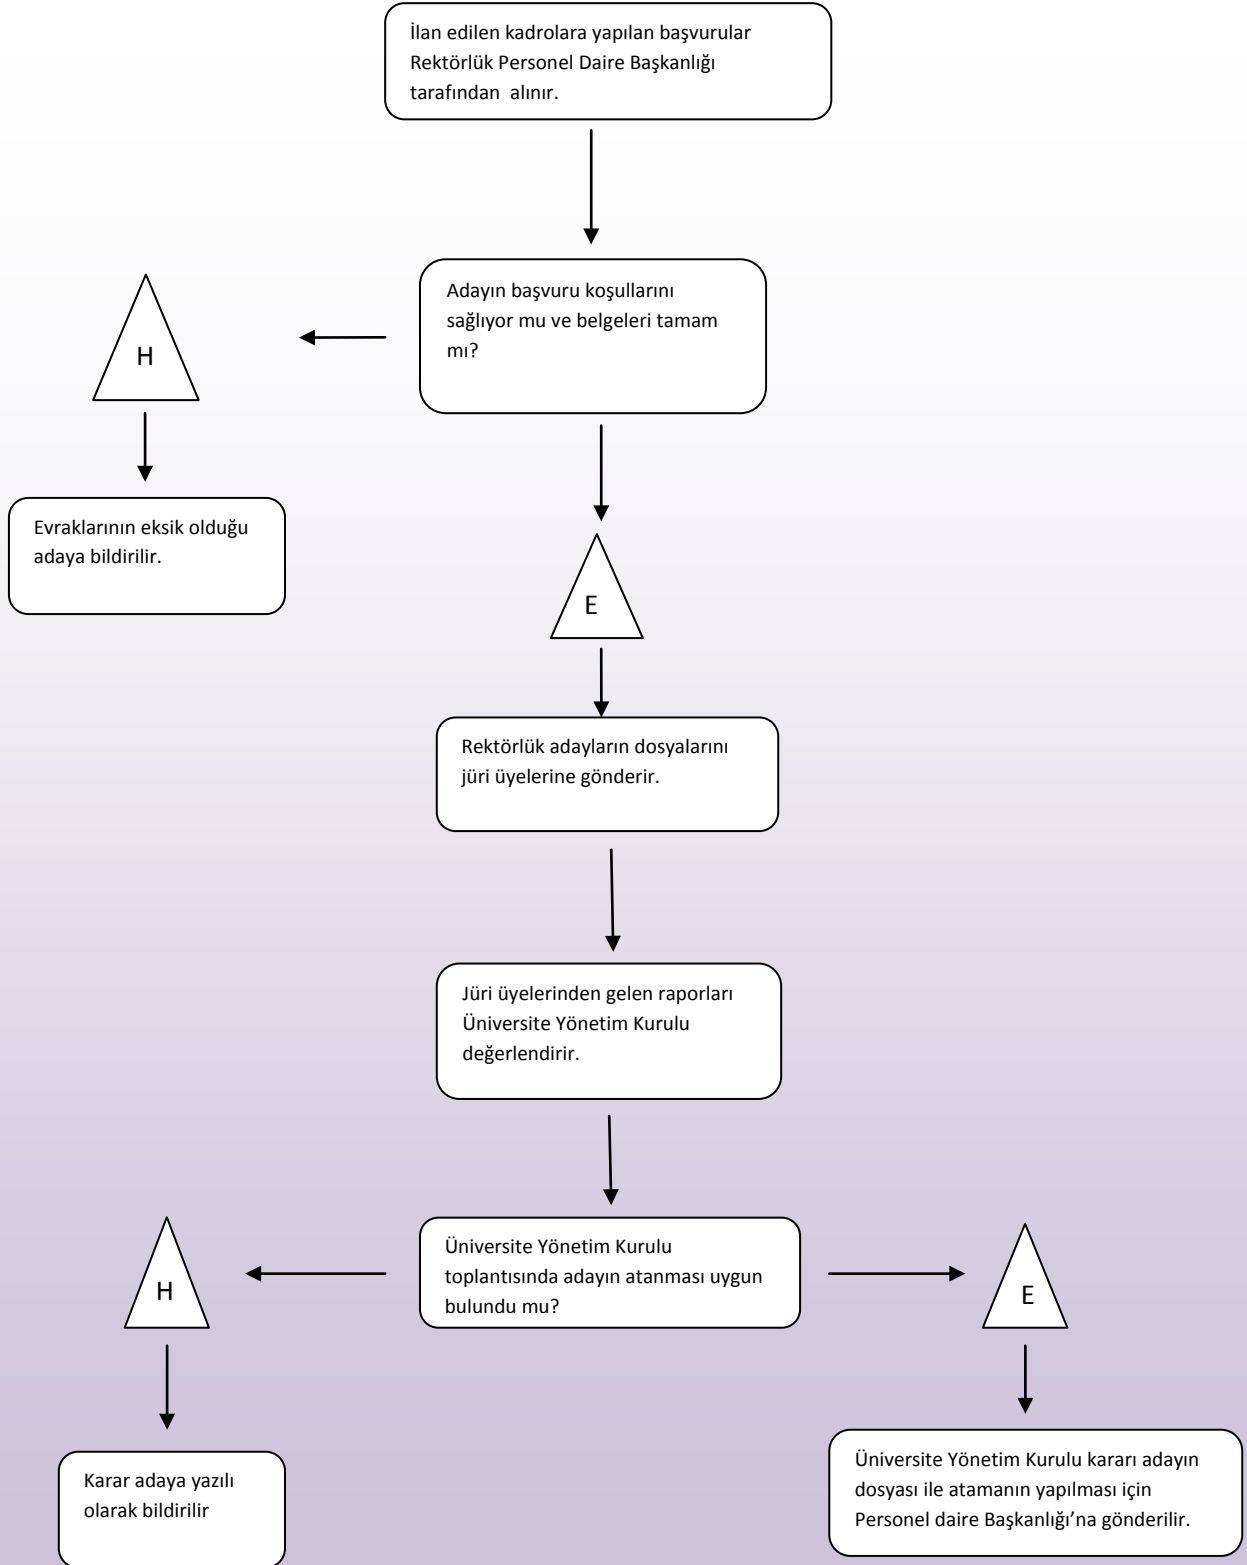 İlan edilen kadrolara yapılan başvurular
Rektörlük Personel Daire Başkanlığı
tarafından  alınır.
Adayın başvuru koşullarını
sağlıyor mu ve belgeleri tamam
mı?
H
Evraklarının eksik olduğu
adaya bildirilir.
E
Rektörlük adayların dosyalarını
jüri üyelerine gönderir.
Jüri üyelerinden gelen raporları
Üniversite Yönetim Kurulu
değerlendirir.
Üniversite Yönetim Kurulu
toplantısında adayın atanması uygun
bulundu mu?
H
E
Karar adaya yazılı
olarak bildirilir
Üniversite Yönetim Kurulu kararı adayın
dosyası ile atamanın yapılması için
Personel daire Başkanlığı’na gönderilir.